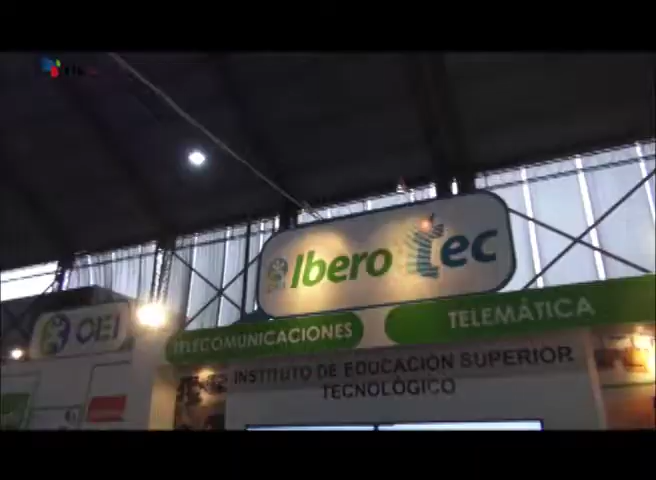 Ibero Tec
OEI
TELECOMUNICACIONES
TELEMÁTICA
INSTITUTO DE EDUCACIÓN SUPERIOR
TECNOLÓGICO